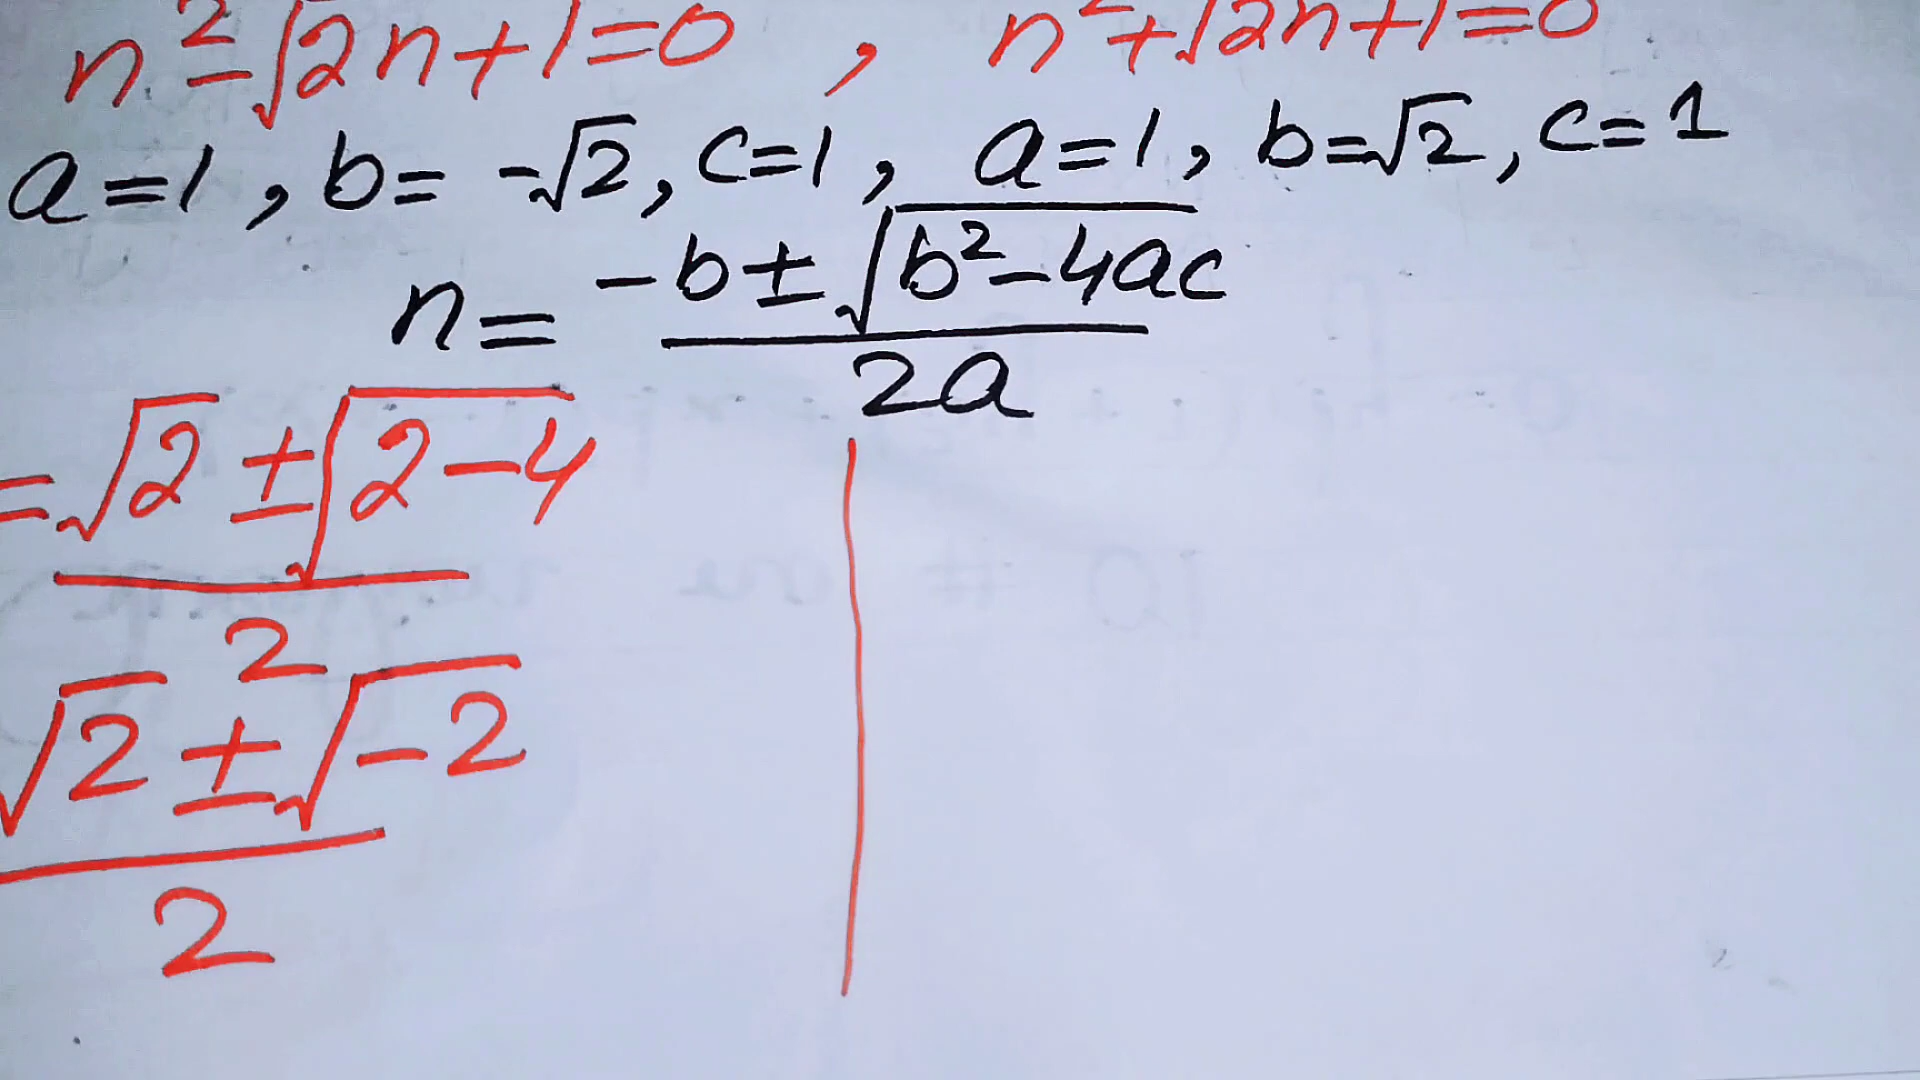 n²-√2n+1=0 , n²+√2n+1=0
a=1, b= -√2, c=1, a=1, b=√2, c=1
n= -b±√b²-4ac
2a
=√2±√2-4
2
√2±√-2
2